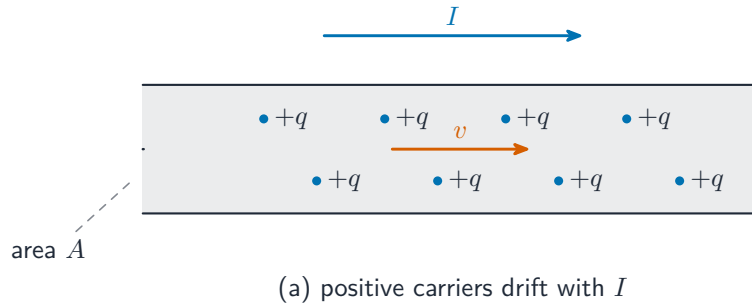 I
+q +q +q +q
v
+q +q +q +q
area A
(a) positive carriers drift with I